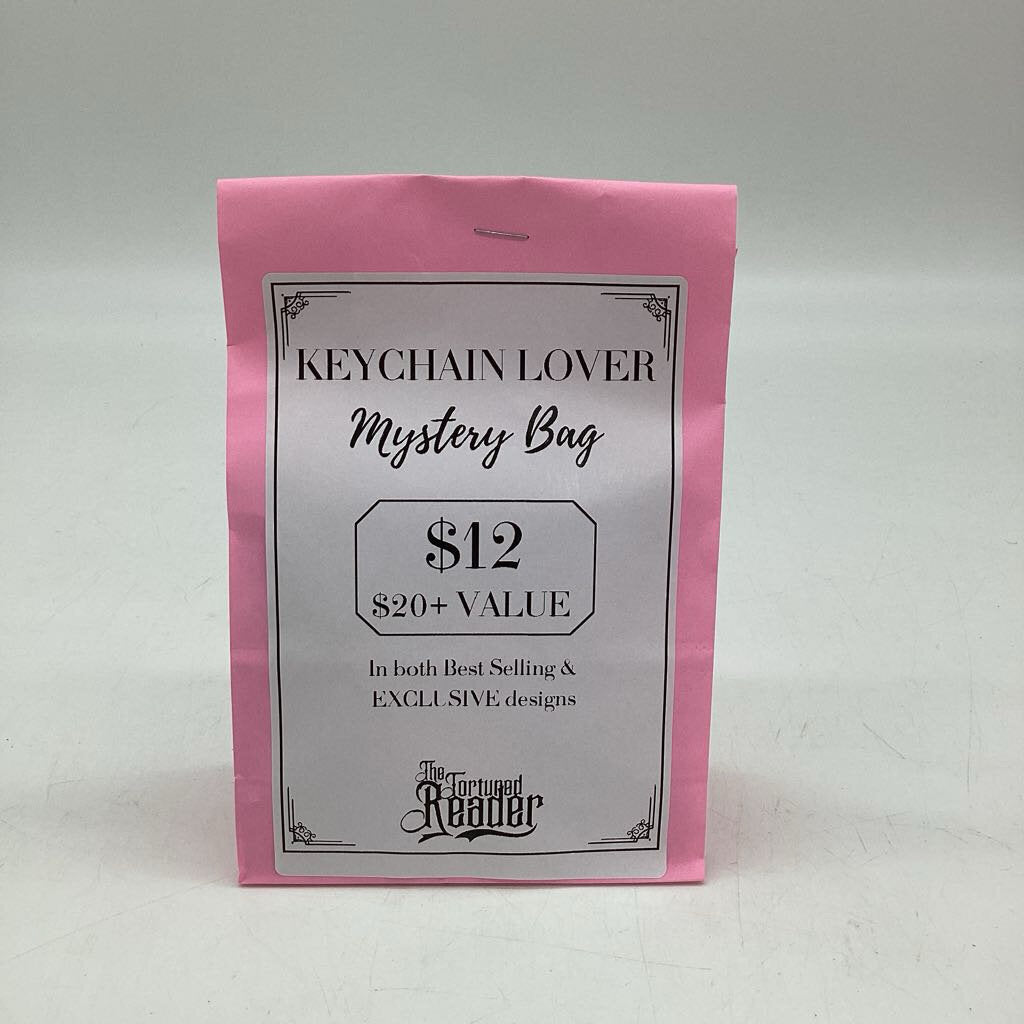 KEYCHAIN LOVER
Mystery Bag
$12
$20+ VALUE
In both Best Selling &
EXCLUSIVE designs
The
Tortured
Reader